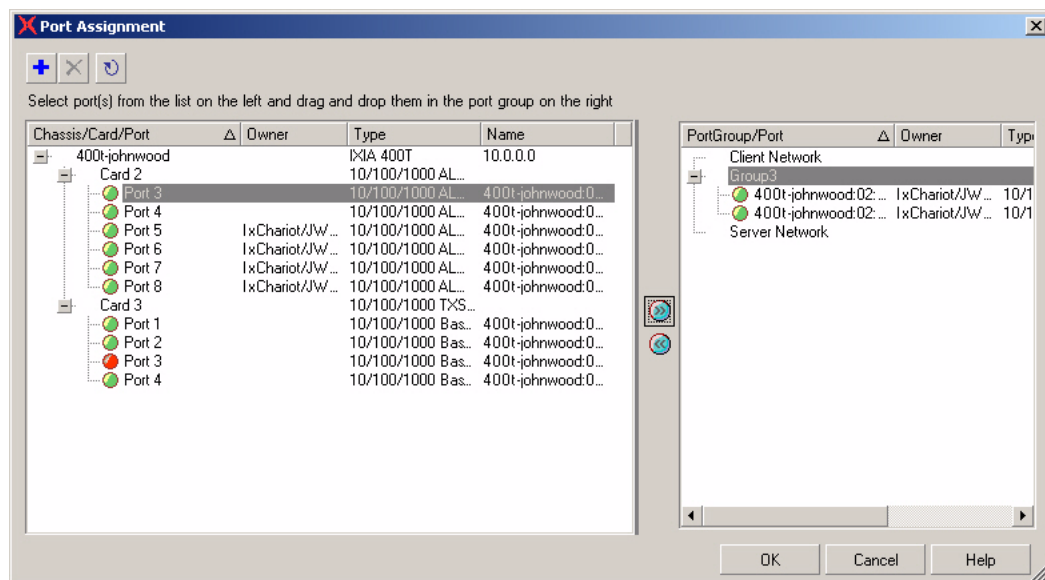 Port Assignment
Select port(s) from the list on the left and drag and drop them in the port group on the right
Chassis/Card/Port Owner Type Name
400t-johnwood IXIA 400T 10.0.0.0
Card 2 10/100/1000 AL...
Port 3 10/100/1000 AL... 400t-johnwood:0...
Port 4 10/100/1000 AL... 400t-johnwood:0...
Port 5 IxChariot/JW... 10/100/1000 AL... 400t-johnwood:0...
Port 6 IxChariot/JW... 10/100/1000 AL... 400t-johnwood:0...
Port 7 IxChariot/JW... 10/100/1000 AL... 400t-johnwood:0...
Port 8 IxChariot/JW... 10/100/1000 AL... 400t-johnwood:0...
Card 3 10/100/1000 TXS...
Port 1 10/100/1000 Bas... 400t-johnwood:0...
Port 2 10/100/1000 Bas... 400t-johnwood:0...
Port 3 10/100/1000 Bas... 400t-johnwood:0...
Port 4 10/100/1000 Bas... 400t-johnwood:0...
PortGroup/Port Owner Typ
Client Network
Group3
400t-johnwood:02:... IxChariot/JW... 10/1
400t-johnwood:02:... IxChariot/JW... 10/1
Server Network
OK Cancel Help